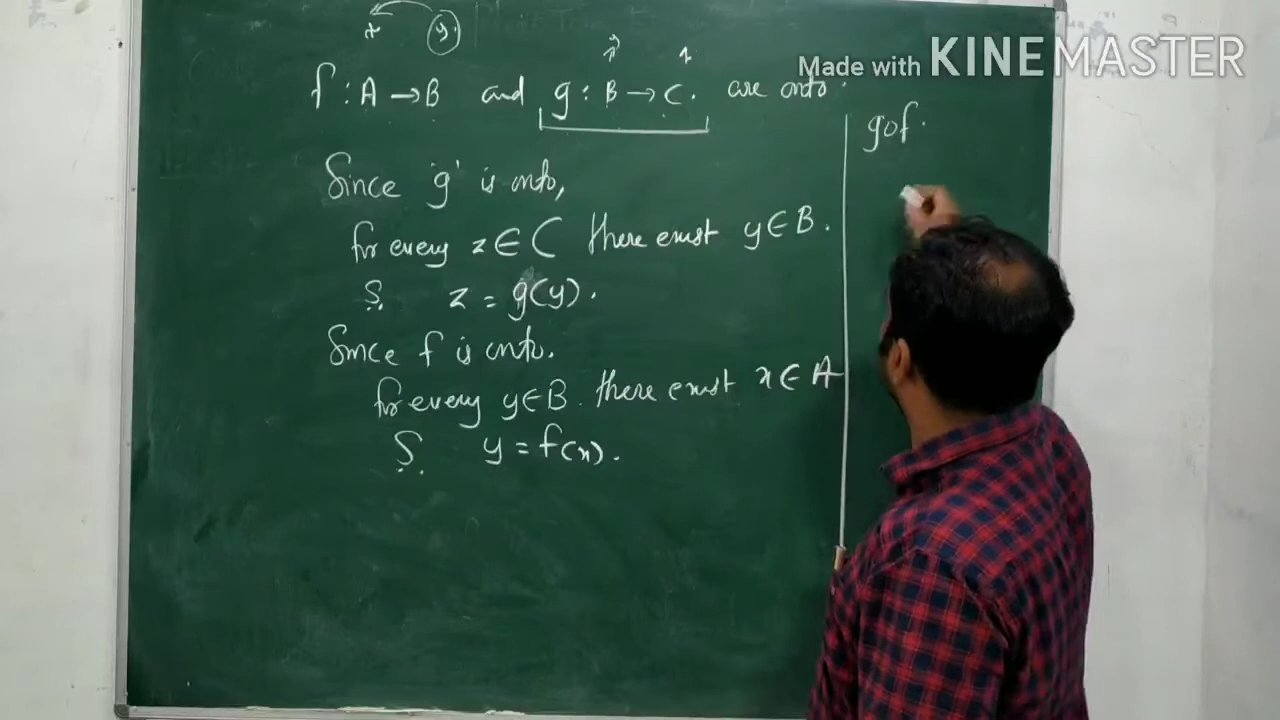 x y.
y z
f : A → B and g : B → C. are onto.
Since 'g' is onto,
for every z ∈ C there exist y ∈ B.
S. z = g(y).
Since f is onto.
for every y ∈ B. there exist x ∈ A
S. y = f(x).
gof.
Made with KINEMASTER